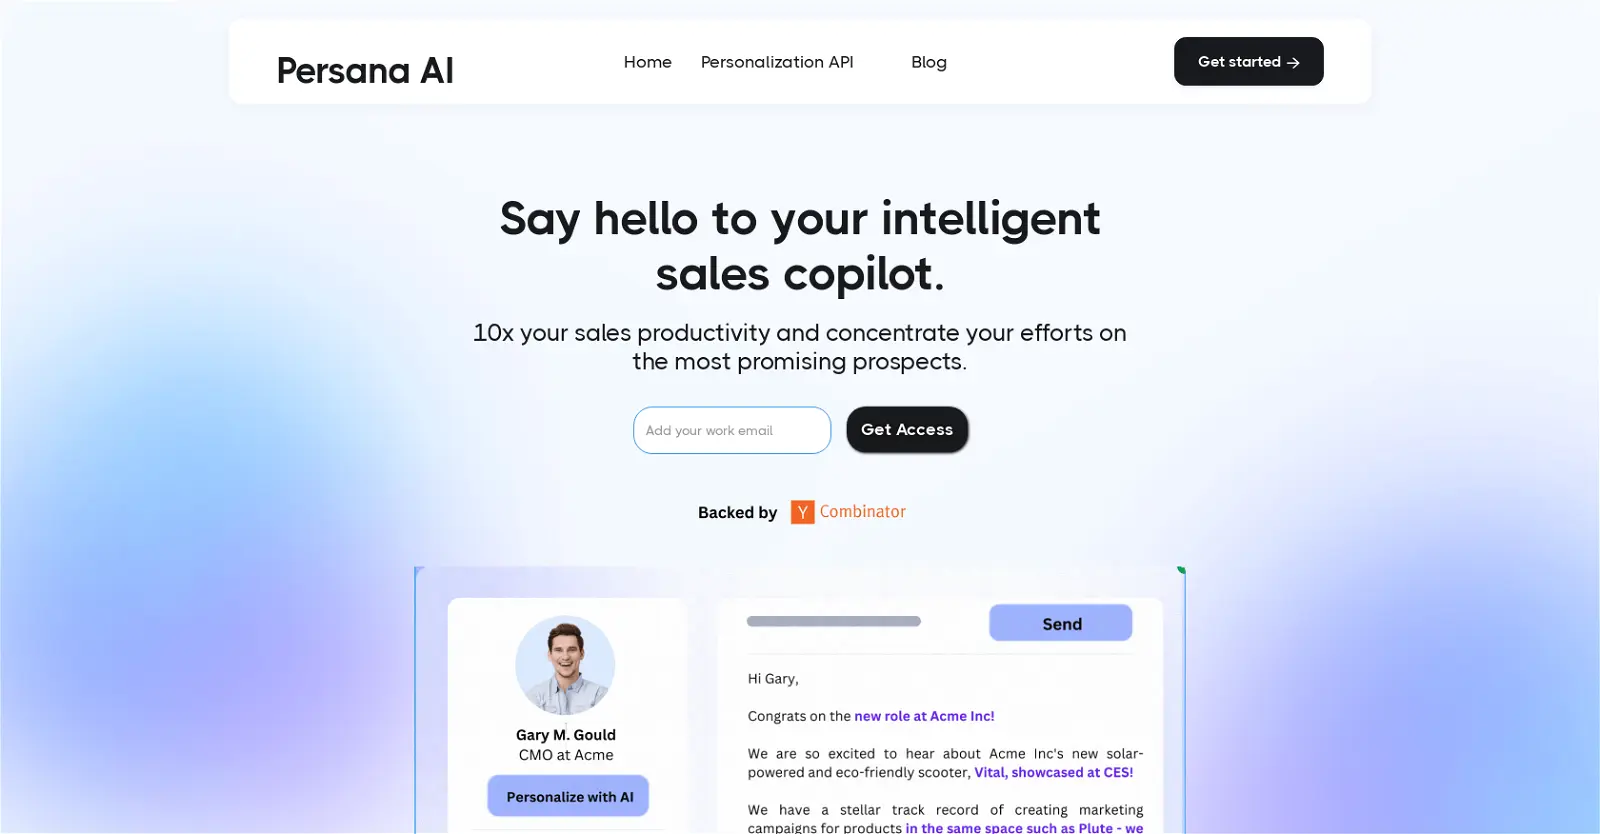 Persana AI
Home
Personalization API
Blog
Get started →
Say hello to your intelligent
sales copilot.
10x your sales productivity and concentrate your efforts on
the most promising prospects.
Add your work email
Get Access
Backed by
Y Combinator
Gary M. Gould
CMO at Acme
Personalize with AI
Send
Hi Gary,
Congrats on the new role at Acme Inc!
We are so excited to hear about Acme Inc's new solar-
powered and eco-friendly scooter, Vital, showcased at CES!
We have a stellar track record of creating marketing
campaigns for products in the same space such as Plute - we